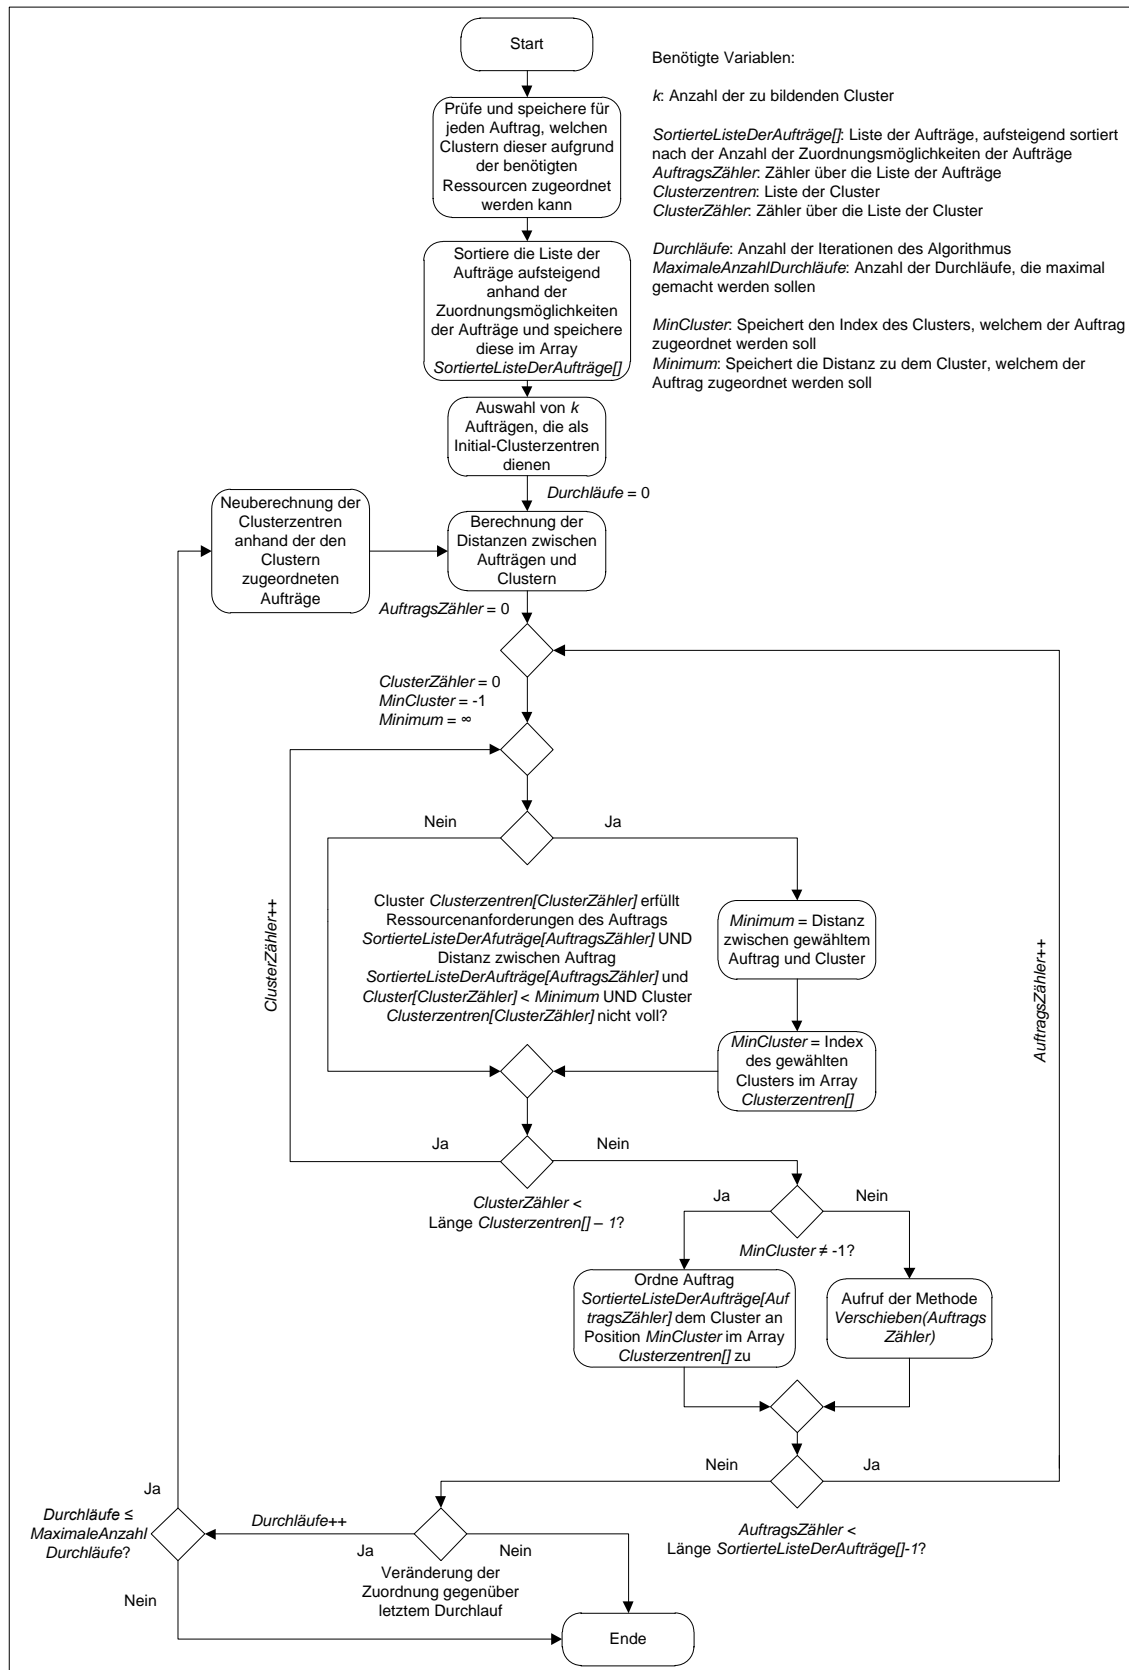 Start
Benötigte Variablen:
k: Anzahl der zu bildenden Cluster
SortierteListeDerAufträge[]: Liste der Aufträge, aufsteigend sortiert
nach der Anzahl der Zuordnungsmöglichkeiten der Aufträge
AuftragsZähler: Zähler über die Liste der Aufträge
Clusterzentren: Liste der Cluster
ClusterZähler: Zähler über die Liste der Cluster
Durchläufe: Anzahl der Iterationen des Algorithmus
MaximaleAnzahlDurchläufe: Anzahl der Durchläufe, die maximal
gemacht werden sollen
MinCluster: Speichert den Index des Clusters, welchem der Auftrag
zugeordnet werden soll
Minimum: Speichert die Distanz zu dem Cluster, welchem der
Auftrag zugeordnet werden soll
Prüfe und speichere für
jeden Auftrag, welchen
Clustern dieser aufgrund
der benötigten
Ressourcen zugeordnet
werden kann
Sortiere die Liste der
Aufträge aufsteigend
anhand der
Zuordnungsmöglichkeiten
der Aufträge und speichere
diese im Array
SortierteListeDerAufträge[]
Auswahl von k
Aufträgen, die als
Initial-Clusterzentren
dienen
Durchläufe = 0
Neuberechnung der
Clusterzentren
anhand der den
Clustern
zugeordneten
Aufträge
Berechnung der
Distanzen zwischen
Aufträgen und
Clustern
AuftragsZähler = 0
ClusterZähler = 0
MinCluster = -1
Minimum = ∞
Nein
Ja
Cluster Clusterzentren[ClusterZähler] erfüllt
Ressourcenanforderungen des Auftrags
SortierteListeDerAfuträge[AuftragsZähler] UND
Distanz zwischen Auftrag
SortierteListeDerAufträge[AuftragsZähler] und
Cluster[ClusterZähler] < Minimum UND Cluster
Clusterzentren[ClusterZähler] nicht voll?
Minimum = Distanz
zwischen gewähltem
Auftrag und Cluster
MinCluster = Index
des gewählten
Clusters im Array
Clusterzentren[]
ClusterZähler++
AuftragsZähler++
Ja
Nein
ClusterZähler <
Länge Clusterzentren[] – 1?
Ja
Nein
MinCluster ≠ -1?
Ordne Auftrag
SortierteListeDerAufträge[Auf
tragsZähler] dem Cluster an
Position MinCluster im Array
Clusterzentren[] zu
Aufruf der Methode
Verschieben(Auftrags
Zähler)
Nein
Ja
AuftragsZähler <
Länge SortierteListeDerAufträge[]-1?
Ja
Durchläufe ≤
MaximaleAnzahl
Durchläufe?
Nein
Durchläufe++
Ja
Nein
Veränderung der
Zuordnung gegenüber
letztem Durchlauf
Ende